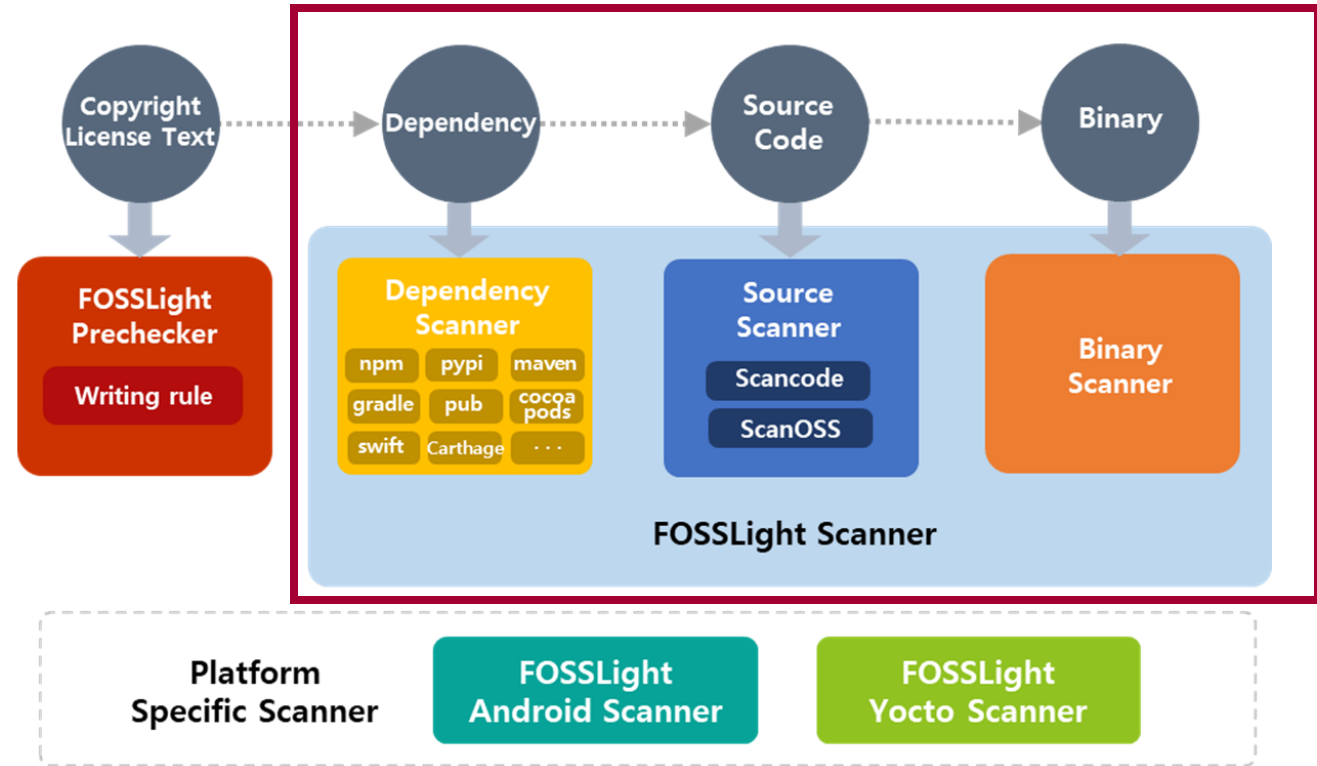 Copyright
License Text
Dependency
Source
Code
Binary
FOSSLight
Prechecker
Writing rule
Dependency
Scanner
npm
pypi
maven
gradle
pub
cocoa
pods
swift
Carthage
· · ·
Source
Scanner
Scancode
ScanOSS
Binary
Scanner
FOSSLight Scanner
Platform
Specific Scanner
FOSSLight
Android Scanner
FOSSLight
Yocto Scanner